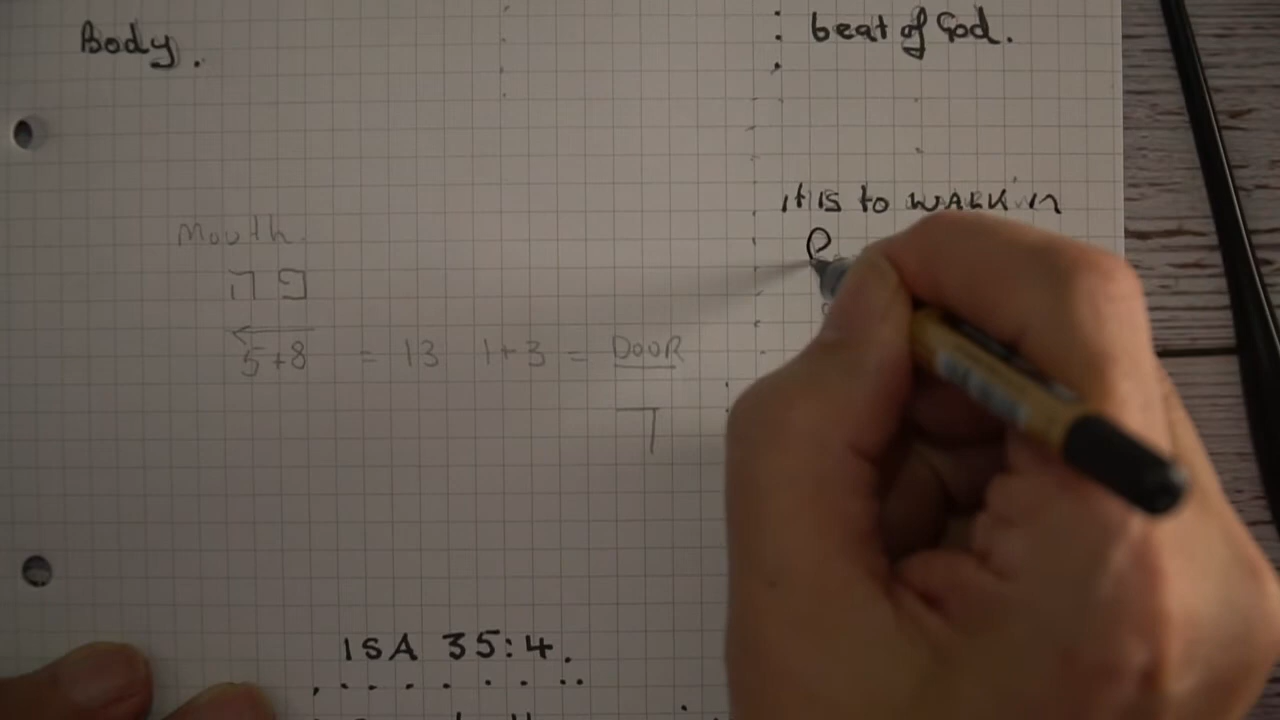 Body.
: beat of God.
it is to WALK in
Mouth.
פה
5+8 = 13 1+3 = DOOR
ד
ISA 35:4.